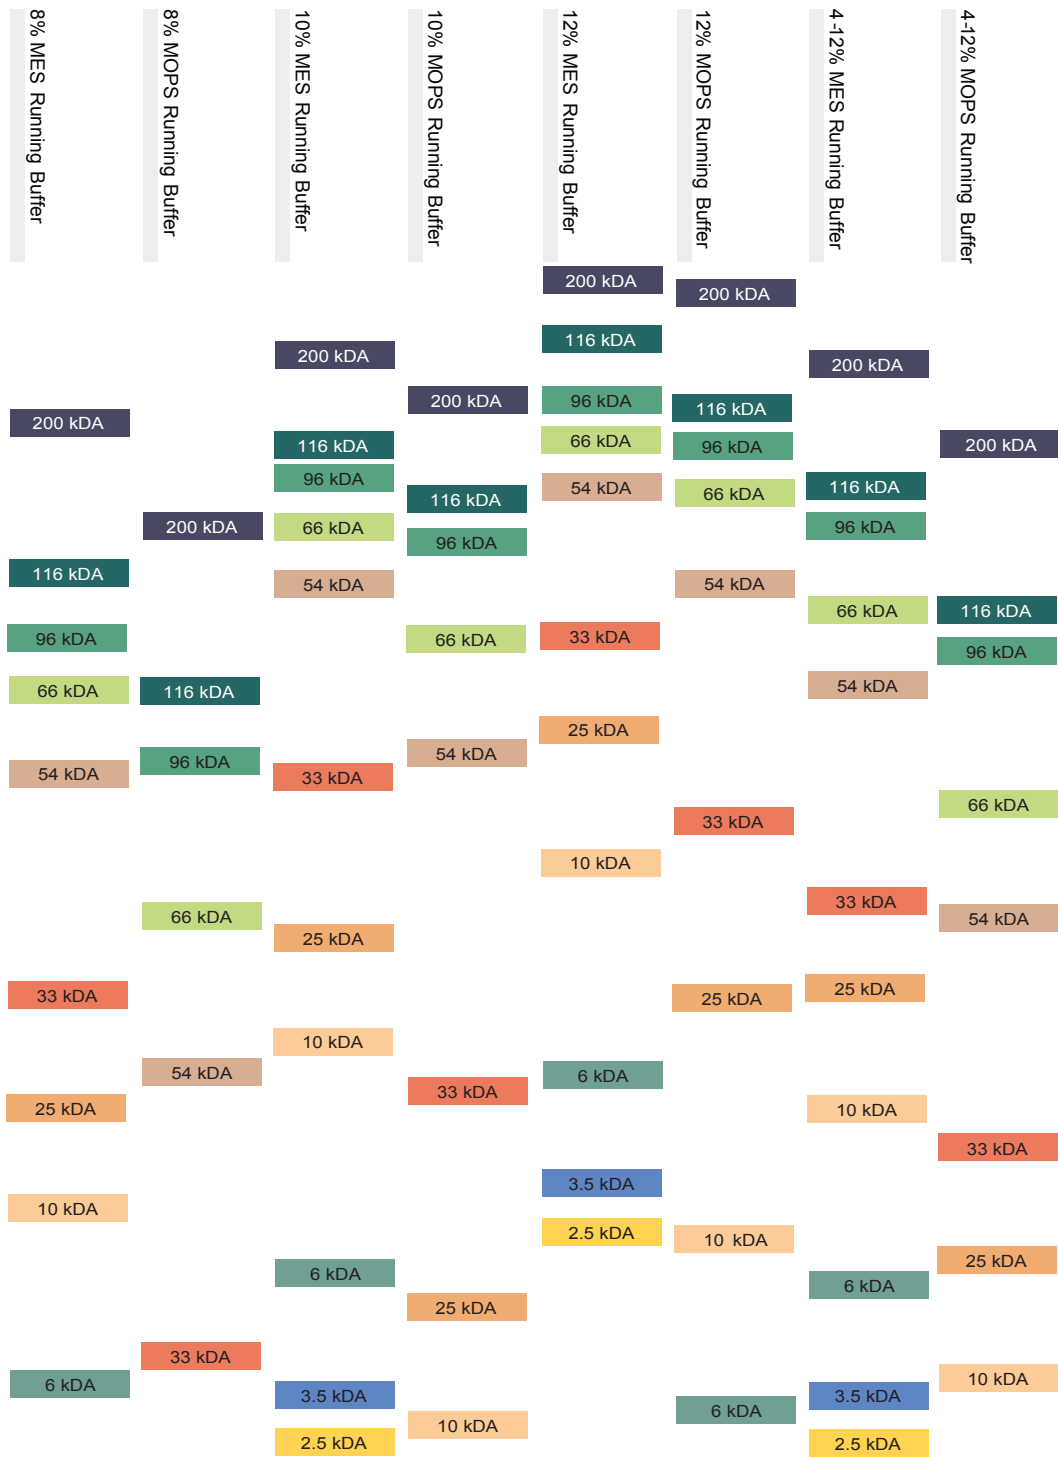 8% MES Running Buffer
200 kDA
116 kDA
96 kDA
66 kDA
54 kDA
33 kDA
25 kDA
10 kDA
6 kDA
8% MOPS Running Buffer
200 kDA
116 kDA
96 kDA
66 kDA
54 kDA
33 kDA
10% MES Running Buffer
200 kDA
116 kDA
96 kDA
66 kDA
54 kDA
33 kDA
25 kDA
10 kDA
6 kDA
3.5 kDA
2.5 kDA
10% MOPS Running Buffer
200 kDA
116 kDA
96 kDA
66 kDA
54 kDA
33 kDA
25 kDA
10 kDA
12% MES Running Buffer
200 kDA
116 kDA
96 kDA
66 kDA
54 kDA
33 kDA
25 kDA
10 kDA
6 kDA
3.5 kDA
2.5 kDA
12% MOPS Running Buffer
200 kDA
116 kDA
96 kDA
66 kDA
54 kDA
33 kDA
25 kDA
10 kDA
6 kDA
4-12% MES Running Buffer
200 kDA
116 kDA
96 kDA
66 kDA
54 kDA
33 kDA
25 kDA
10 kDA
6 kDA
3.5 kDA
2.5 kDA
4-12% MOPS Running Buffer
200 kDA
116 kDA
96 kDA
66 kDA
54 kDA
33 kDA
25 kDA
10 kDA